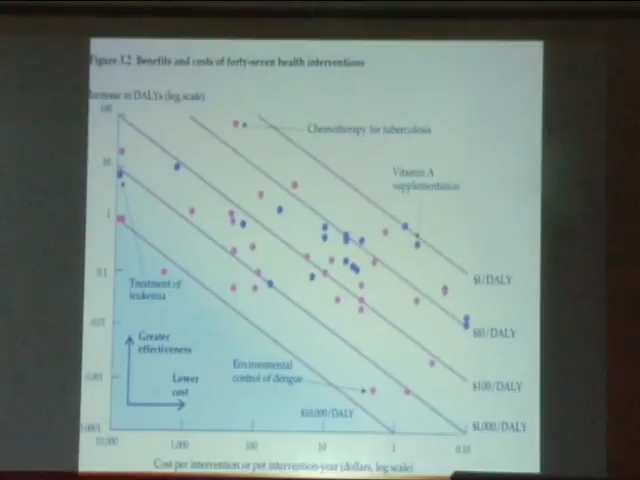 Figure 3.2 Benefits and costs of forty-seven health interventions
Increase in DALYs (log scale)
100
Chemotherapy for tuberculosis
10
Vitamin A
supplementation
1
0.1
Treatment of
leukemia
$1/DALY
0.01
Greater
effectiveness
$10/DALY
Environmental
control of dengue
0.001
Lower
cost
$100/DALY
$10,000/DALY
0.0001
$1,000/DALY
10,000
1,000
100
10
1
0.10
Cost per intervention or per intervention-year (dollars, log scale)